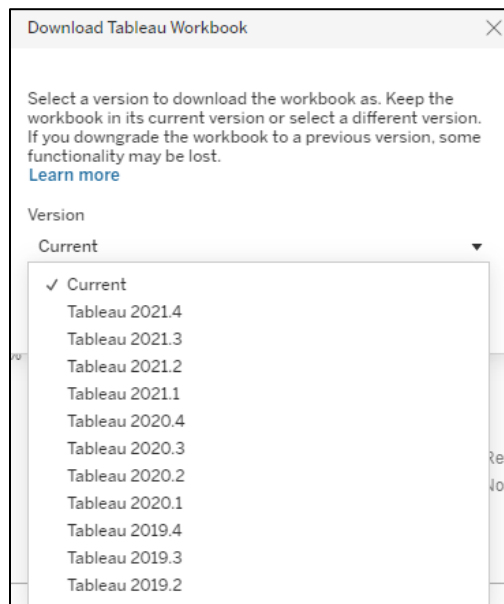 Download Tableau Workbook
Select a version to download the workbook as. Keep the
workbook in its current version or select a different version.
If you downgrade the workbook to a previous version, some
functionality may be lost.
Learn more
Version
Current
✓ Current
Tableau 2021.4
Tableau 2021.3
Tableau 2021.2
Tableau 2021.1
Tableau 2020.4
Tableau 2020.3
Re
Tableau 2020.2
No
Tableau 2020.1
Tableau 2019.4
Tableau 2019.3
Tableau 2019.2